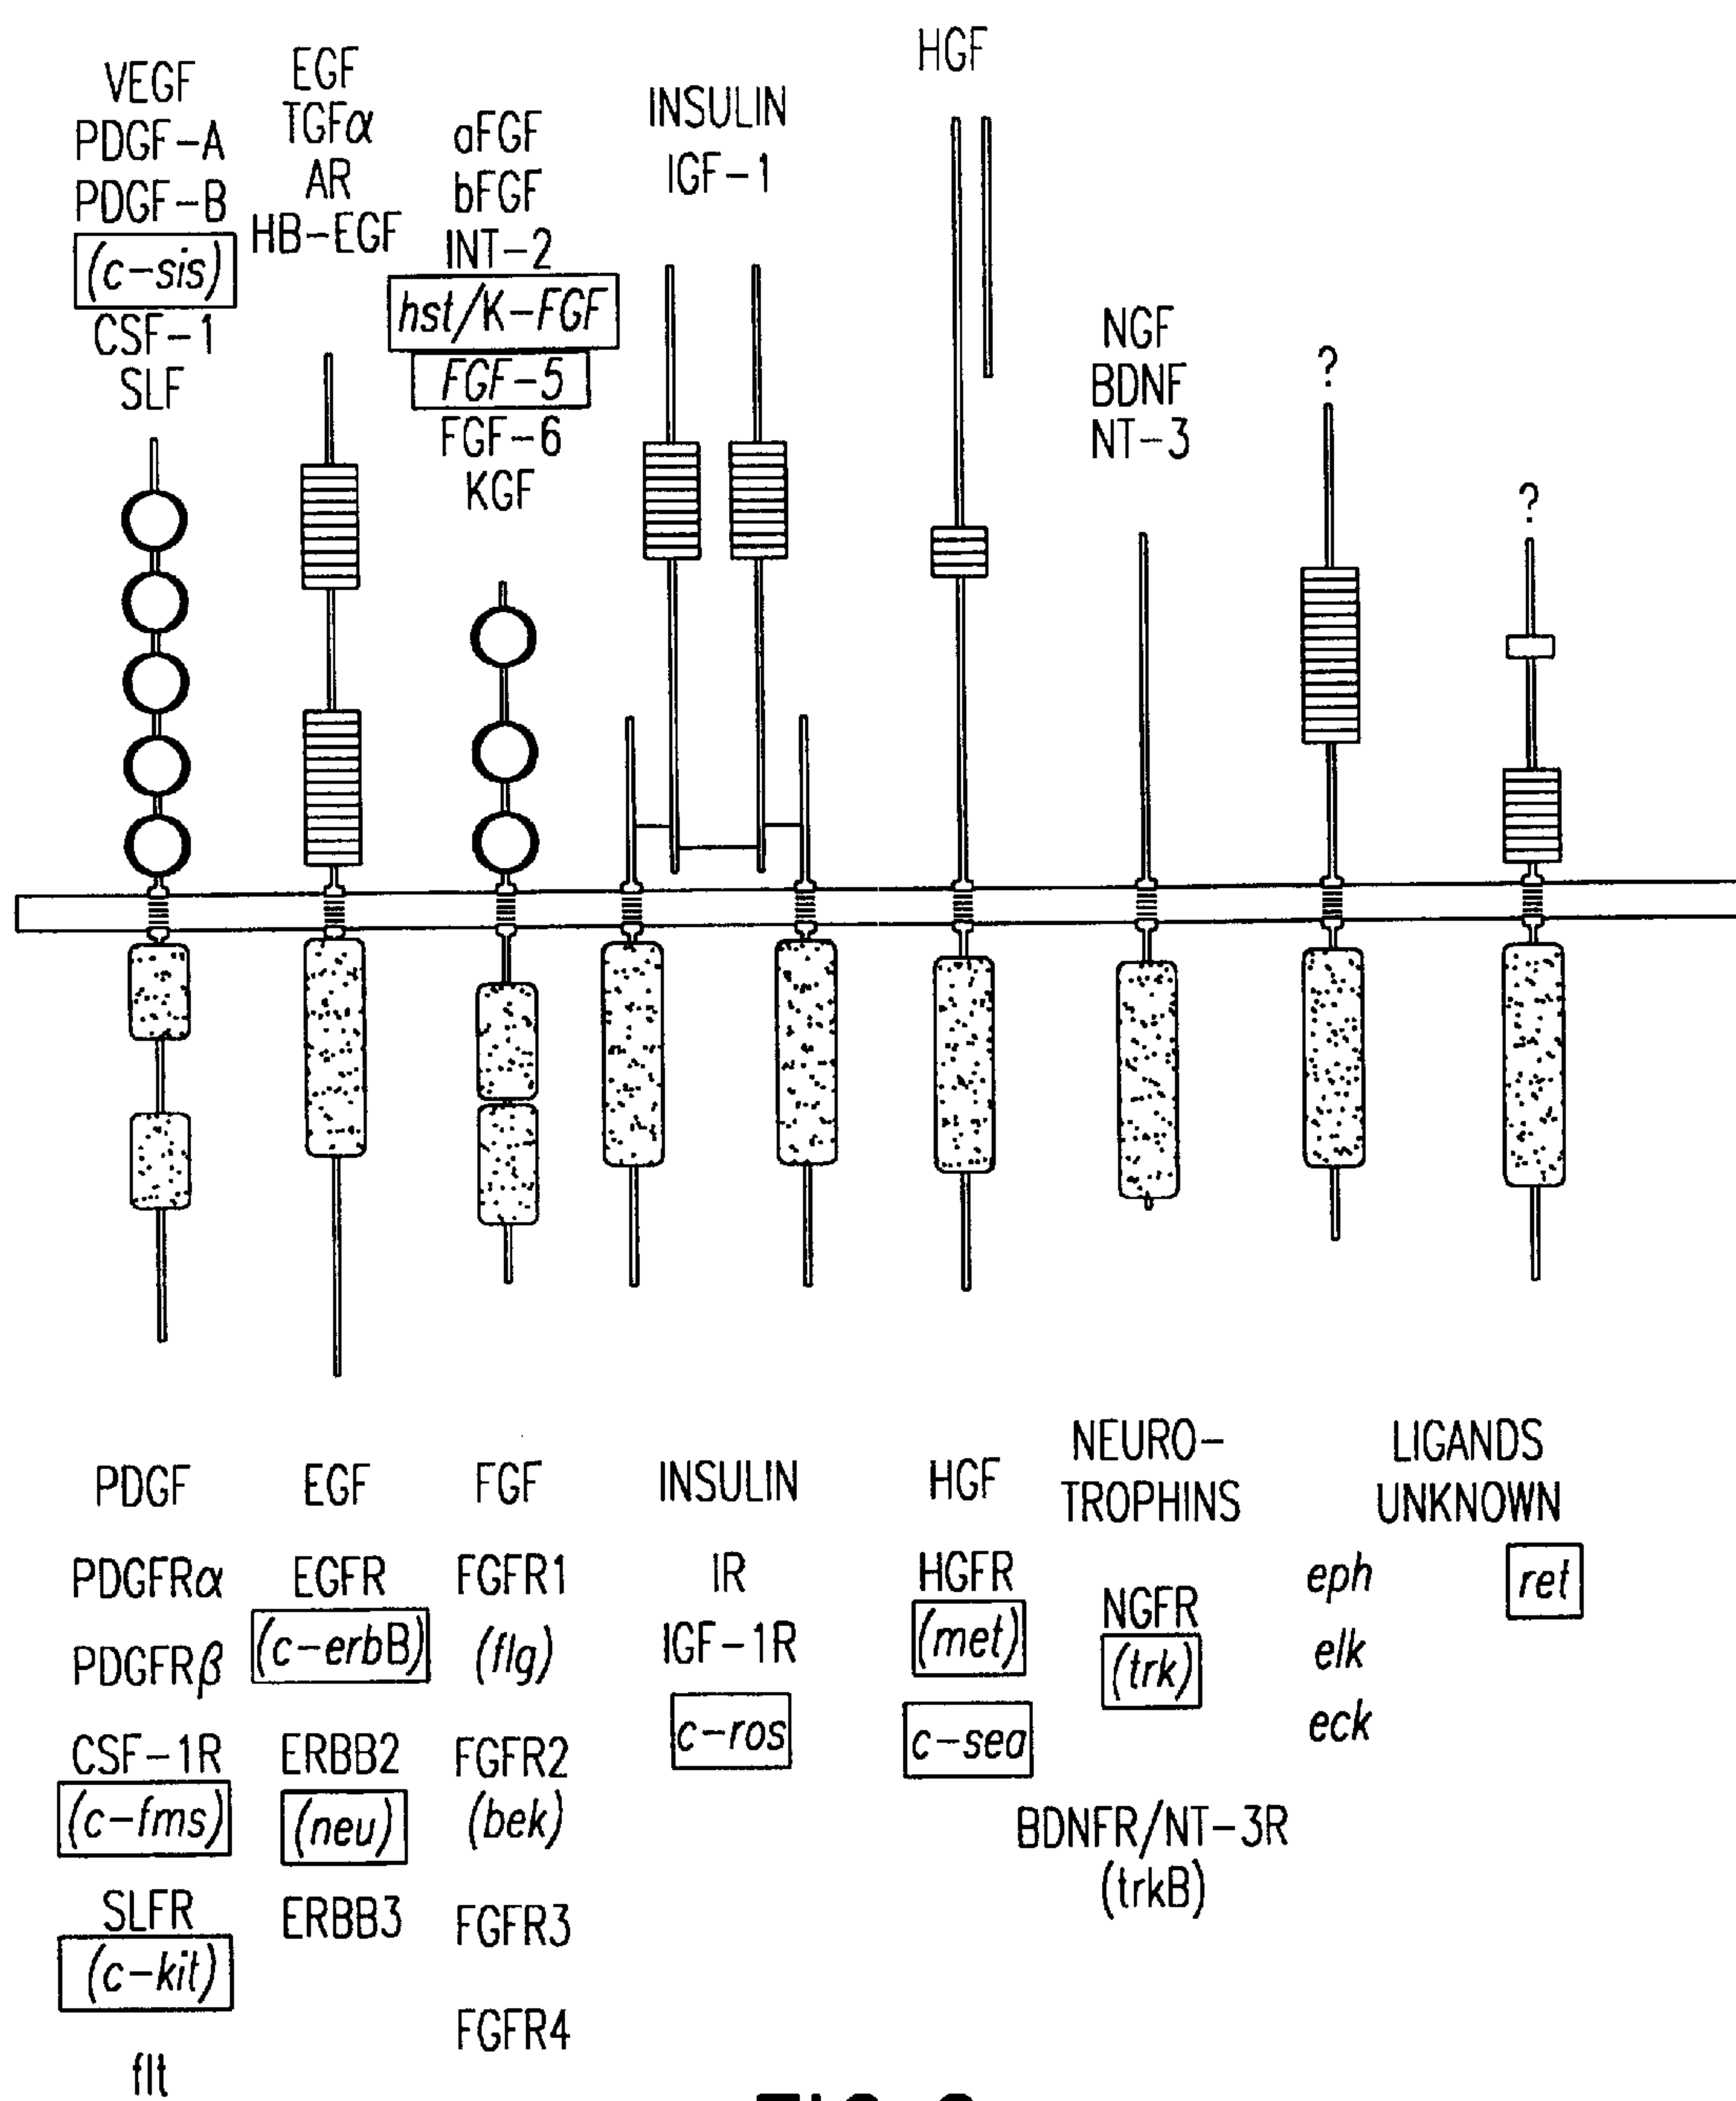 VEGF
PDGF-A
PDGF-B
(c-sis)
CSF-1
SLF
EGF
TGFα
AR
HB-EGF
aFGF
bFGF
INT-2
hst/K-FGF
FGF-5
FGF-6
KGF
INSULIN
IGF-1
HGF
NGF
BDNF
NT-3
?
?
PDGF
PDGFRα
PDGFRβ
CSF-1R
(c-fms)
SLFR
(c-kit)
flt
EGF
EGFR
(c-erbB)
ERBB2
(neu)
ERBB3
FGF
FGFR1
(flg)
FGFR2
(bek)
FGFR3
FGFR4
INSULIN
IR
IGF-1R
c-ros
HGF
HGFR
(met)
c-sea
NEURO-
TROPHINS
NGFR
(trk)
BDNFR/NT-3R
(trkB)
LIGANDS
UNKNOWN
eph
elk
eck
ret